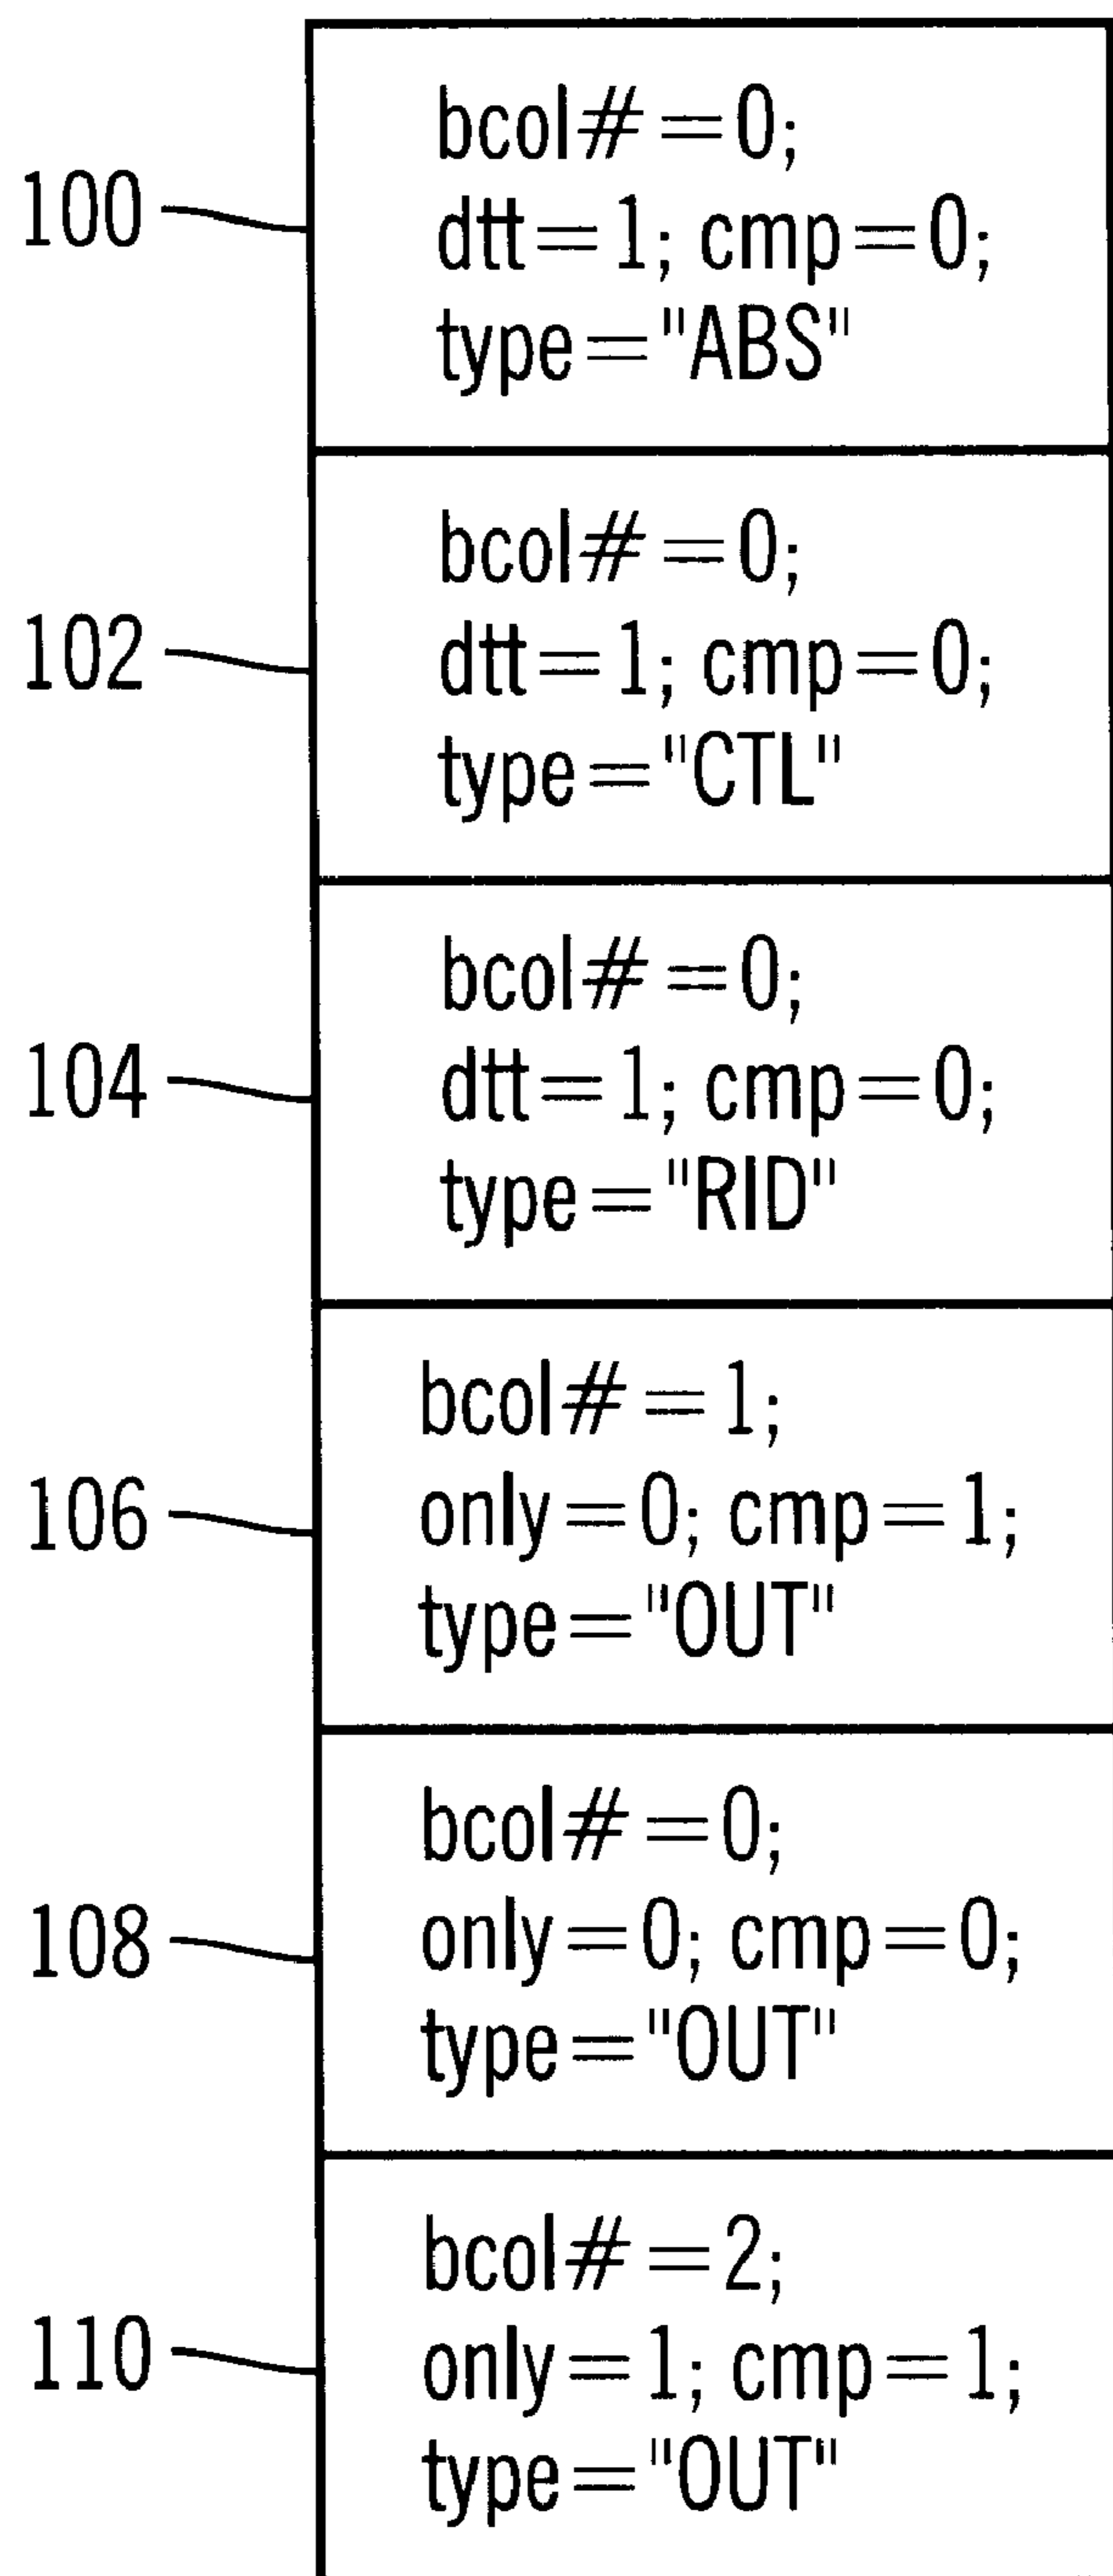 bcol#=0;
100 dtt=1; cmp=0;
type="ABS"
bcol#=0;
102 dtt=1; cmp=0;
type="CTL"
bcol#=0;
104 dtt=1; cmp=0;
type="RID"
bcol#=1;
106 only=0; cmp=1;
type="OUT"
bcol#=0;
108 only=0; cmp=0;
type="OUT"
bcol#=2;
110 only=1; cmp=1;
type="OUT"